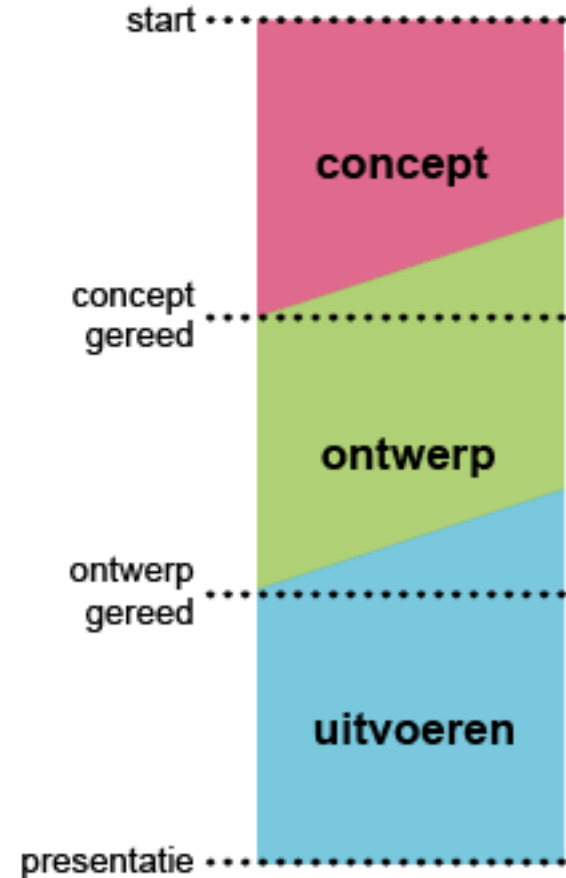 start
concept
concept
gereed
ontwerp
ontwerp
gereed
uitvoeren
presentatie